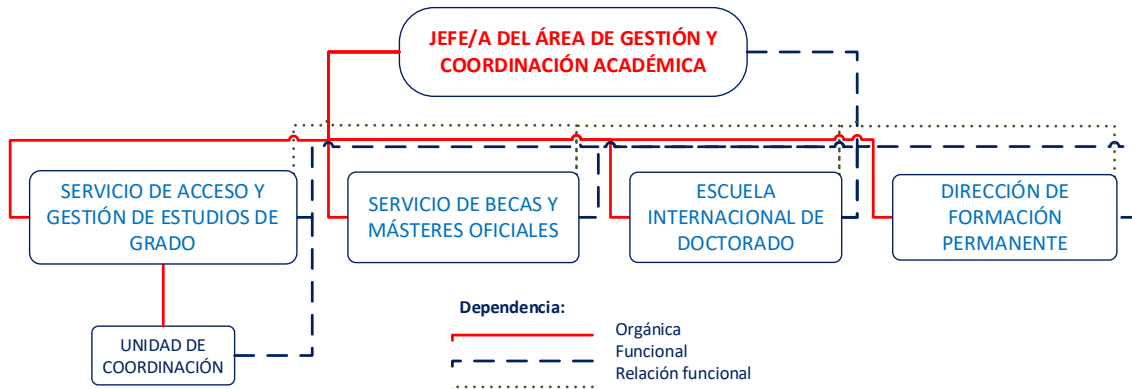 JEFE/A DEL ÁREA DE GESTIÓN Y
COORDINACIÓN ACADÉMICA
SERVICIO DE ACCESO Y
GESTIÓN DE ESTUDIOS DE
GRADO
SERVICIO DE BECAS Y
MÁSTERES OFICIALES
ESCUELA
INTERNACIONAL DE
DOCTORADO
DIRECCIÓN DE
FORMACIÓN
PERMANENTE
UNIDAD DE
COORDINACIÓN
Dependencia:
Orgánica
Funcional
Relación funcional